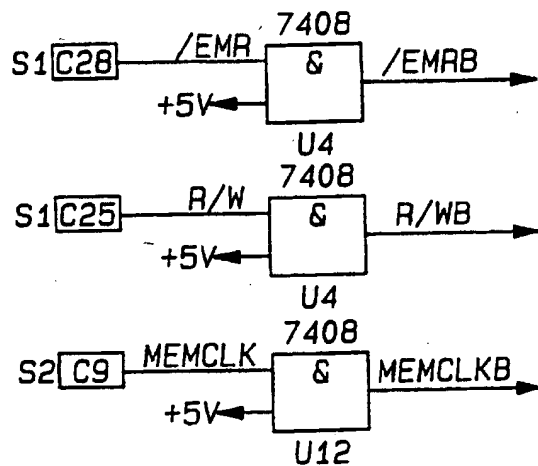 7408
S1 C28 /EMR & /EMRB
+5V
U4
7408
S1 C25 R/W & R/WB
+5V
U4
7408
S2 C9 MEMCLK & MEMCLKB
+5V
U12